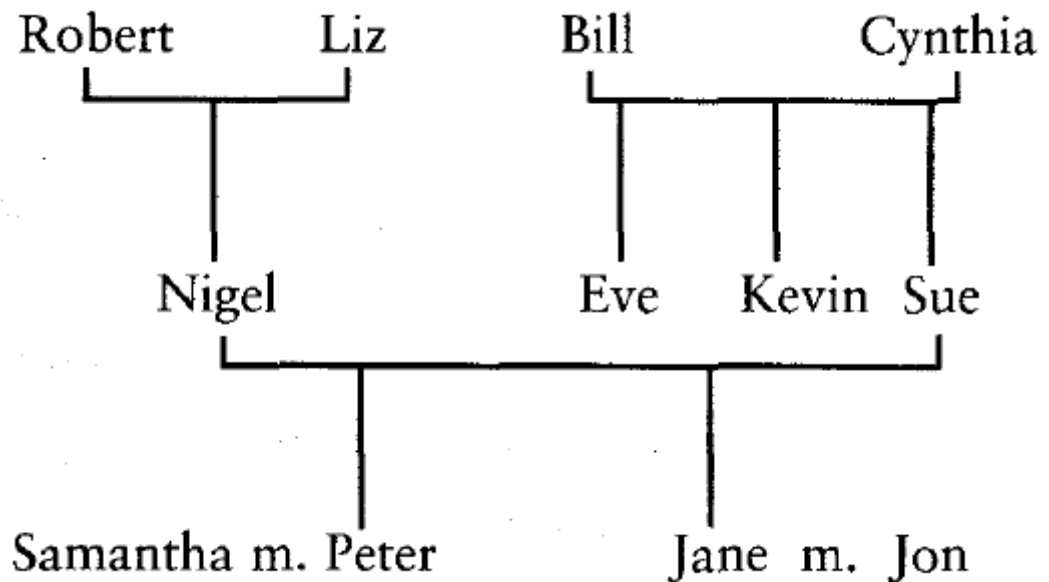 Robert Liz Bill Cynthia
Nigel Eve Kevin Sue
Samantha m. Peter Jane m. Jon